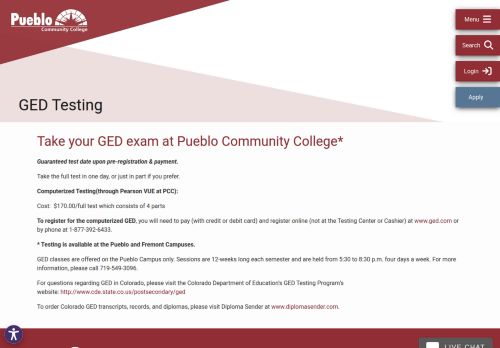 Pueblo
Community College
Menu
Search
Login
Apply
GED Testing
Take your GED exam at Pueblo Community College*
Guaranteed test date upon pre-registration & payment.
Take the full test in one day, or just in part if you prefer.
Computerized Testing(through Pearson VUE at PCC):
Cost: $170.00/full test which consists of 4 parts
To register for the computerized GED, you will need to pay (with credit or debit card) and register online (not at the Testing Center or Cashier) at www.ged.com or
by phone at 1-877-392-6433.
* Testing is available at the Pueblo and Fremont Campuses.
GED classes are offered on the Pueblo Campus only. Sessions are 12-weeks long each semester and are held from 5:30 to 8:30 p.m. four days a week. For more
information, please call 719-549-3096.
For questions regarding GED in Colorado, please visit the Colorado Department of Education's GED Testing Program's
website: http://www.cde.state.co.us/postsecondary/ged.
To order Colorado GED transcripts, records, and diplomas, please visit Diploma Sender at www.diplomasender.com.
LIVE CHAT